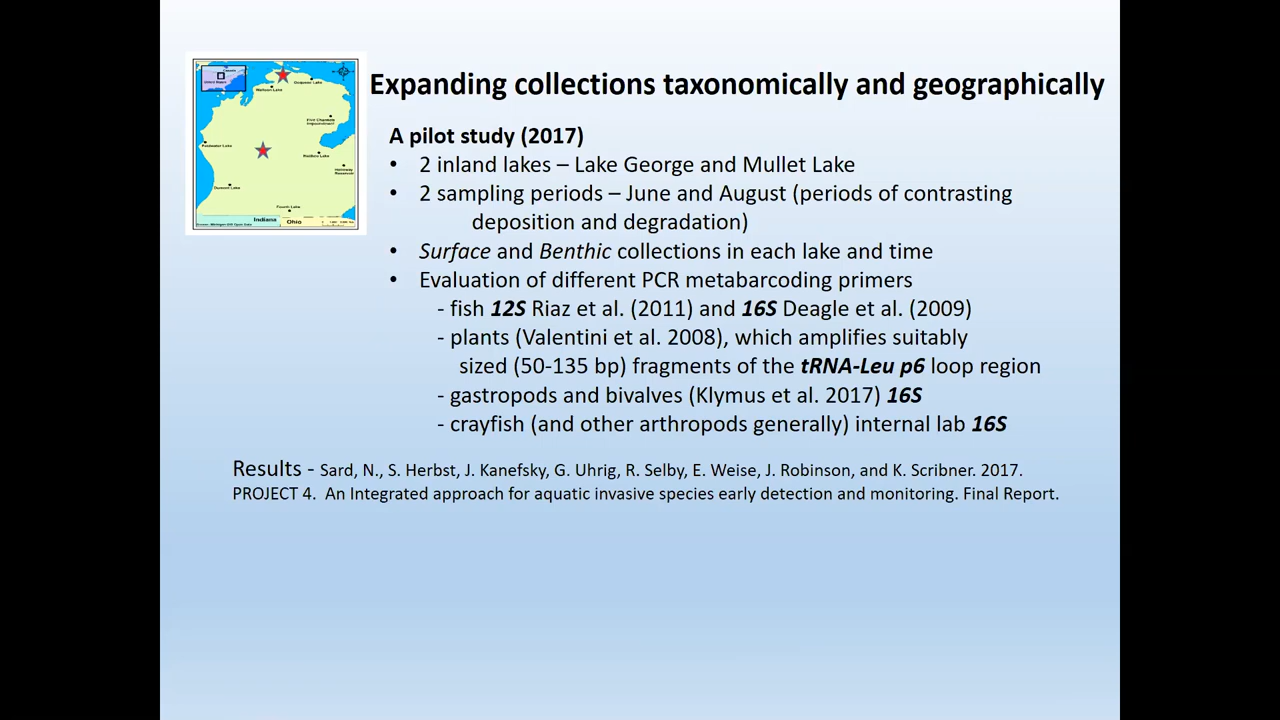 Expanding collections taxonomically and geographically
A pilot study (2017)
• 2 inland lakes – Lake George and Mullet Lake
• 2 sampling periods – June and August (periods of contrasting
deposition and degradation)
• Surface and Benthic collections in each lake and time
• Evaluation of different PCR metabarcoding primers
- fish 12S Riaz et al. (2011) and 16S Deagle et al. (2009)
- plants (Valentini et al. 2008), which amplifies suitably
sized (50-135 bp) fragments of the tRNA-Leu p6 loop region
- gastropods and bivalves (Klymus et al. 2017) 16S
- crayfish (and other arthropods generally) internal lab 16S
Results - Sard, N., S. Herbst, J. Kanefsky, G. Uhrig, R. Selby, E. Weise, J. Robinson, and K. Scribner. 2017.
PROJECT 4. An Integrated approach for aquatic invasive species early detection and monitoring. Final Report.
Indiana
Ohio